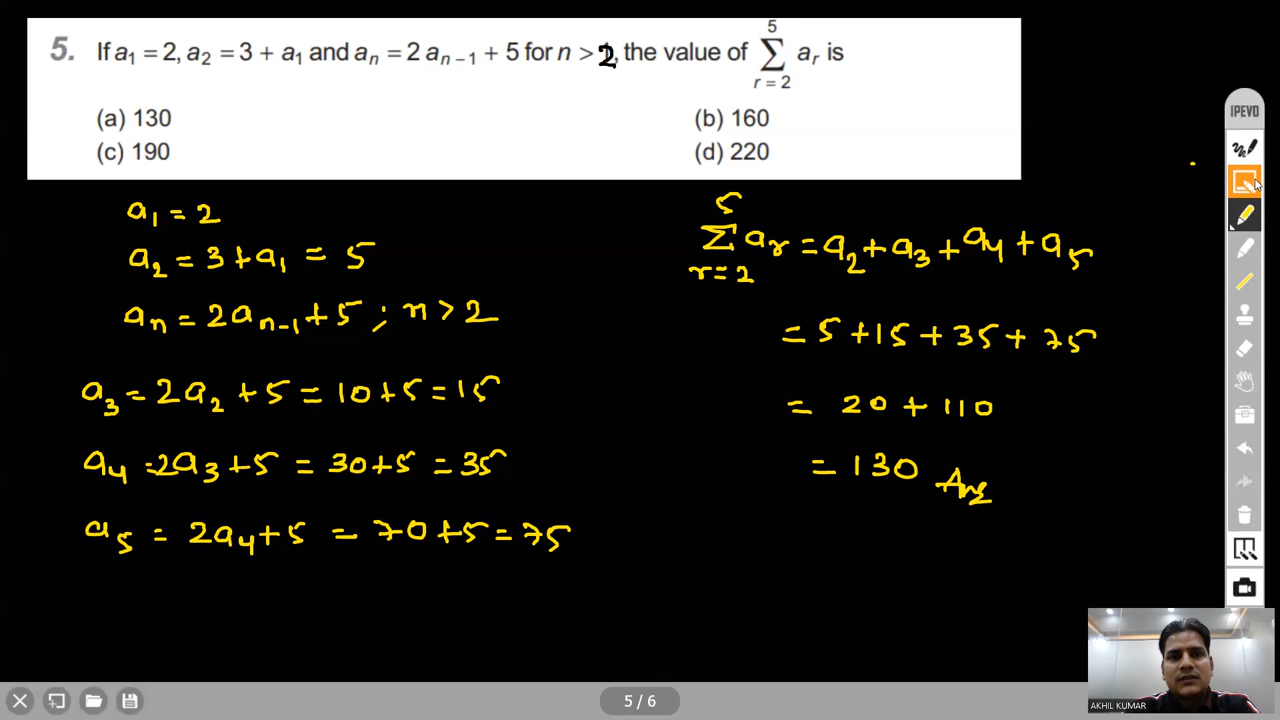 5. If a₁ = 2, a₂ = 3 + a₁ and aₙ = 2 aₙ₋₁ + 5 for n > 2, the value of ∑_{r = 2}^{5} aᵣ is
(a) 130 (b) 160
(c) 190 (d) 220
a₁ = 2
a₂ = 3 + a₁ = 5
aₙ = 2aₙ₋₁ + 5 ; n > 2
a₃ = 2a₂ + 5 = 10 + 5 = 15
a₄ = 2a₃ + 5 = 30 + 5 = 35
a₅ = 2a₄ + 5 = 70 + 5 = 75
∑_{r = 2}^{5} aᵣ = a₂ + a₃ + a₄ + a₅
= 5 + 15 + 35 + 75
= 20 + 110
= 130 Ans
IPEVO
5 / 6
AKHIL KUMAR